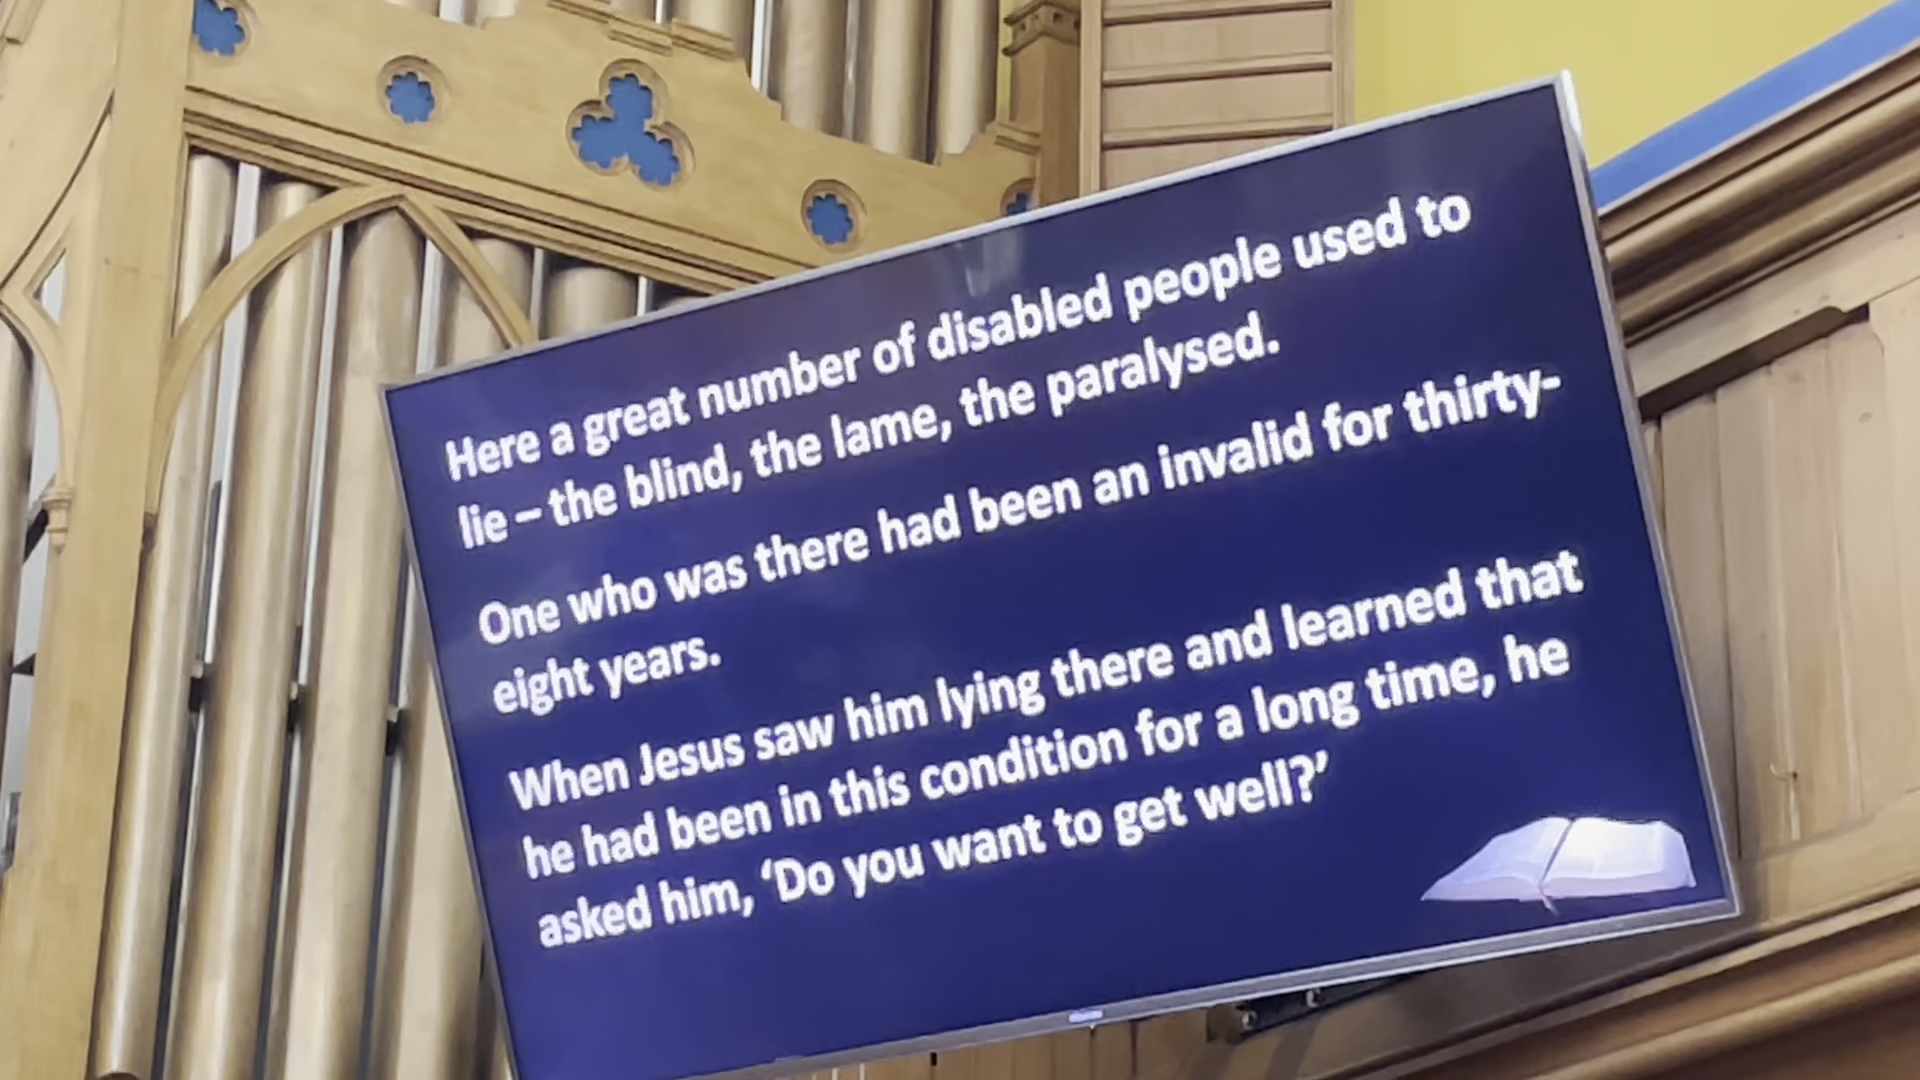 Here a great number of disabled people used to
lie – the blind, the lame, the paralysed.
One who was there had been an invalid for thirty-
eight years.
When Jesus saw him lying there and learned that
he had been in this condition for a long time, he
asked him, ‘Do you want to get well?’